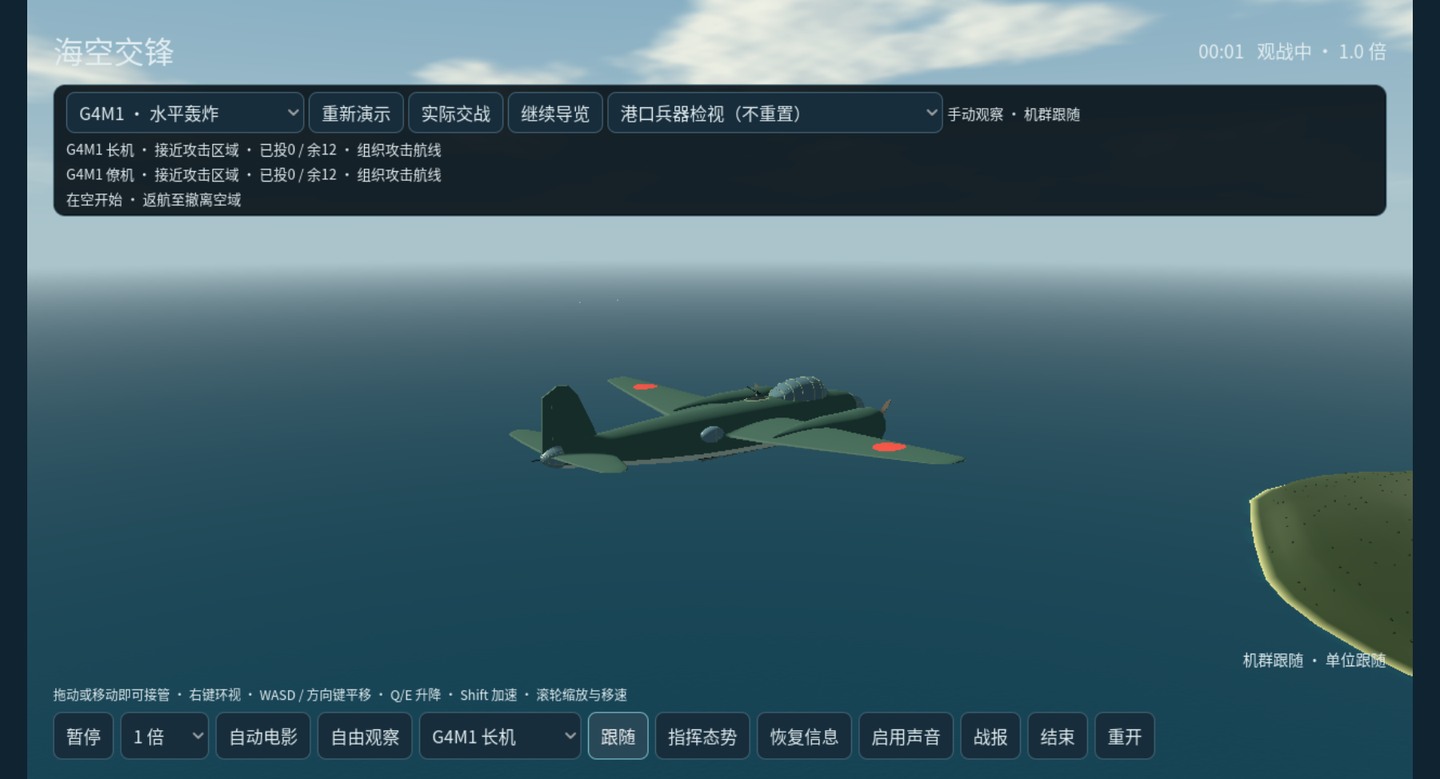 海空交锋
00:01 观战中 · 1.0 倍
G4M1 · 水平轰炸 重新演示 实际交战 继续导览 港口兵器检视（不重置） 手动观察 · 机群跟随
G4M1 长机 · 接近攻击区域 · 已投0 / 余12 · 组织攻击航线
G4M1 僚机 · 接近攻击区域 · 已投0 / 余12 · 组织攻击航线
在空开始 · 返航至撤离空域
机群跟随 · 单位跟随
拖动或移动即可接管 · 右键环视 · WASD / 方向键平移 · Q/E 升降 · Shift 加速 · 滚轮缩放与移速
暂停 1 倍 自动电影 自由观察 G4M1 长机 跟随 指挥态势 恢复信息 启用声音 战报 结束 重开